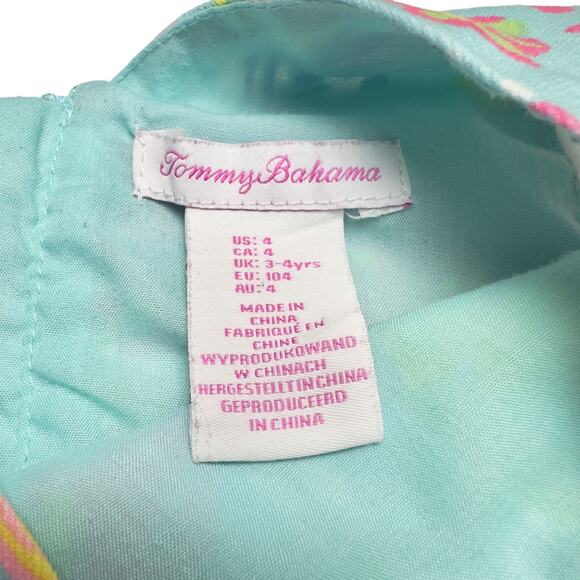 Tommy Bahama
US: 4
CA: 4
UK: 3-4yrs
EU: 104
AU: 4
MADE IN
CHINA
FABRIQUÉ EN
CHINE
WYPRODUKOWANO
W CHINACH
HERGESTELLT IN CHINA
GEPRODUCEERD
IN CHINA